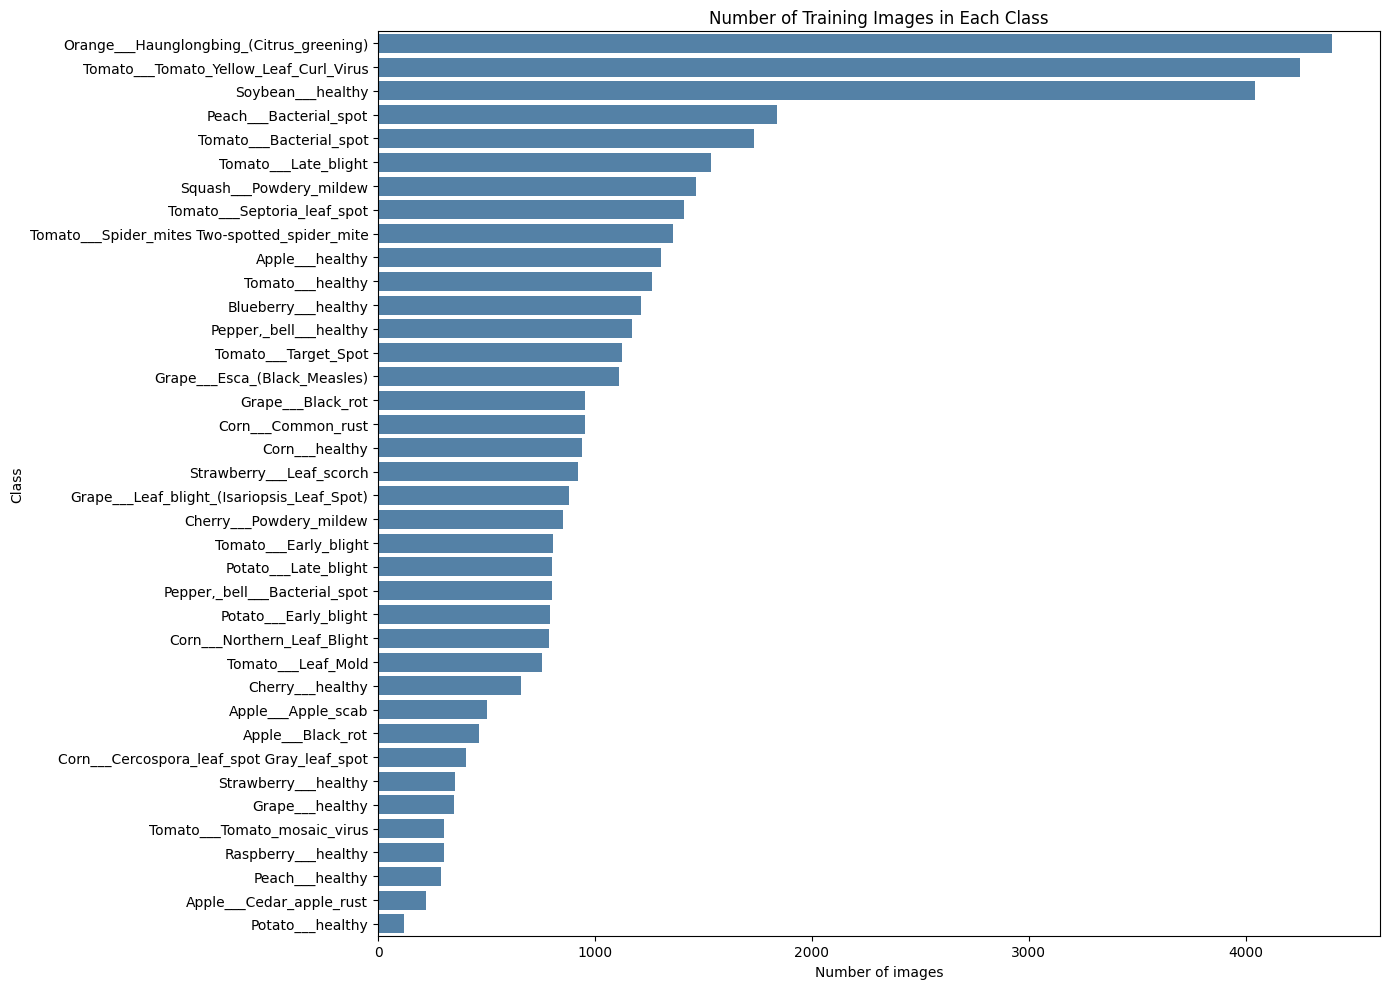 Number of Training Images in Each Class
Orange___Haunglongbing_(Citrus_greening)
Tomato___Tomato_Yellow_Leaf_Curl_Virus
Soybean___healthy
Peach___Bacterial_spot
Tomato___Bacterial_spot
Tomato___Late_blight
Squash___Powdery_mildew
Tomato___Septoria_leaf_spot
Tomato___Spider_mites Two-spotted_spider_mite
Apple___healthy
Tomato___healthy
Blueberry___healthy
Pepper,_bell___healthy
Tomato___Target_Spot
Grape___Esca_(Black_Measles)
Grape___Black_rot
Corn___Common_rust
Corn___healthy
Strawberry___Leaf_scorch
Grape___Leaf_blight_(Isariopsis_Leaf_Spot)
Cherry___Powdery_mildew
Tomato___Early_blight
Potato___Late_blight
Pepper,_bell___Bacterial_spot
Potato___Early_blight
Corn___Northern_Leaf_Blight
Tomato___Leaf_Mold
Cherry___healthy
Apple___Apple_scab
Apple___Black_rot
Corn___Cercospora_leaf_spot Gray_leaf_spot
Strawberry___healthy
Grape___healthy
Tomato___Tomato_mosaic_virus
Raspberry___healthy
Peach___healthy
Apple___Cedar_apple_rust
Potato___healthy
Class
0 1000 2000 3000 4000
Number of images